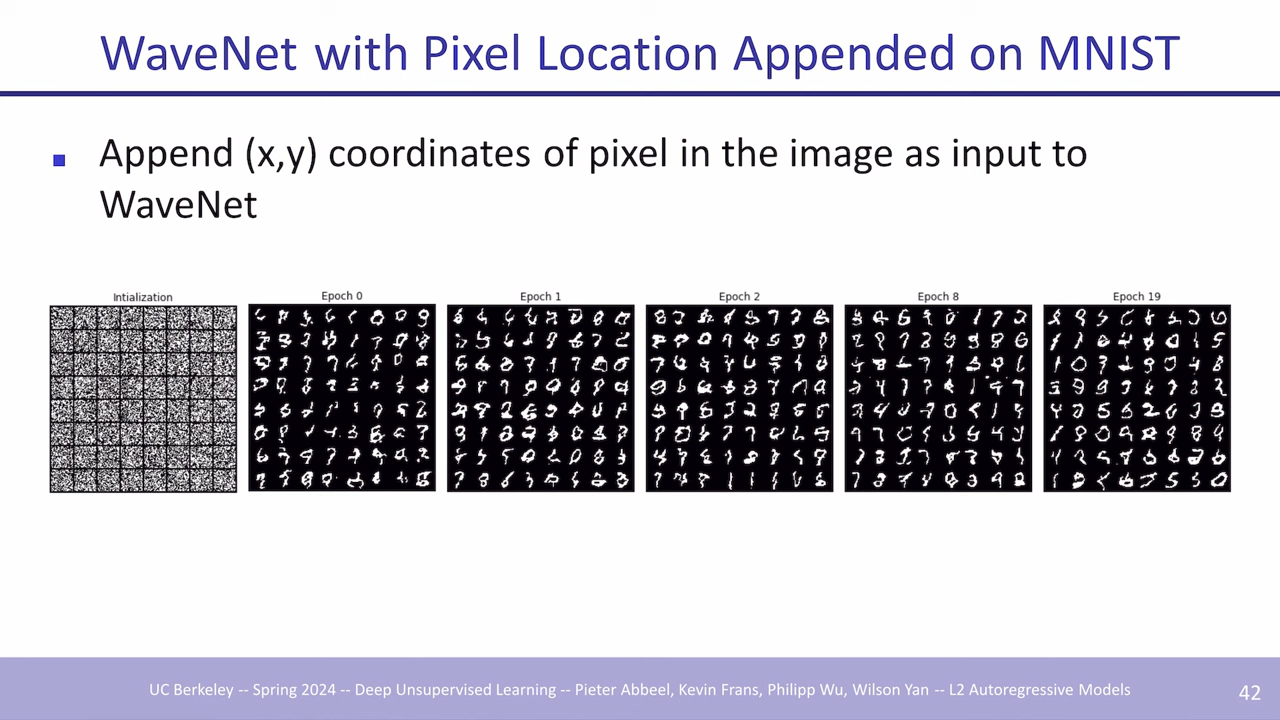 WaveNet with Pixel Location Appended on MNIST
Append (x,y) coordinates of pixel in the image as input to
WaveNet
Intialization
Epoch 0
Epoch 1
Epoch 2
Epoch 8
Epoch 19
UC Berkeley -- Spring 2024 -- Deep Unsupervised Learning -- Pieter Abbeel, Kevin Frans, Philipp Wu, Wilson Yan -- L2 Autoregressive Models
42